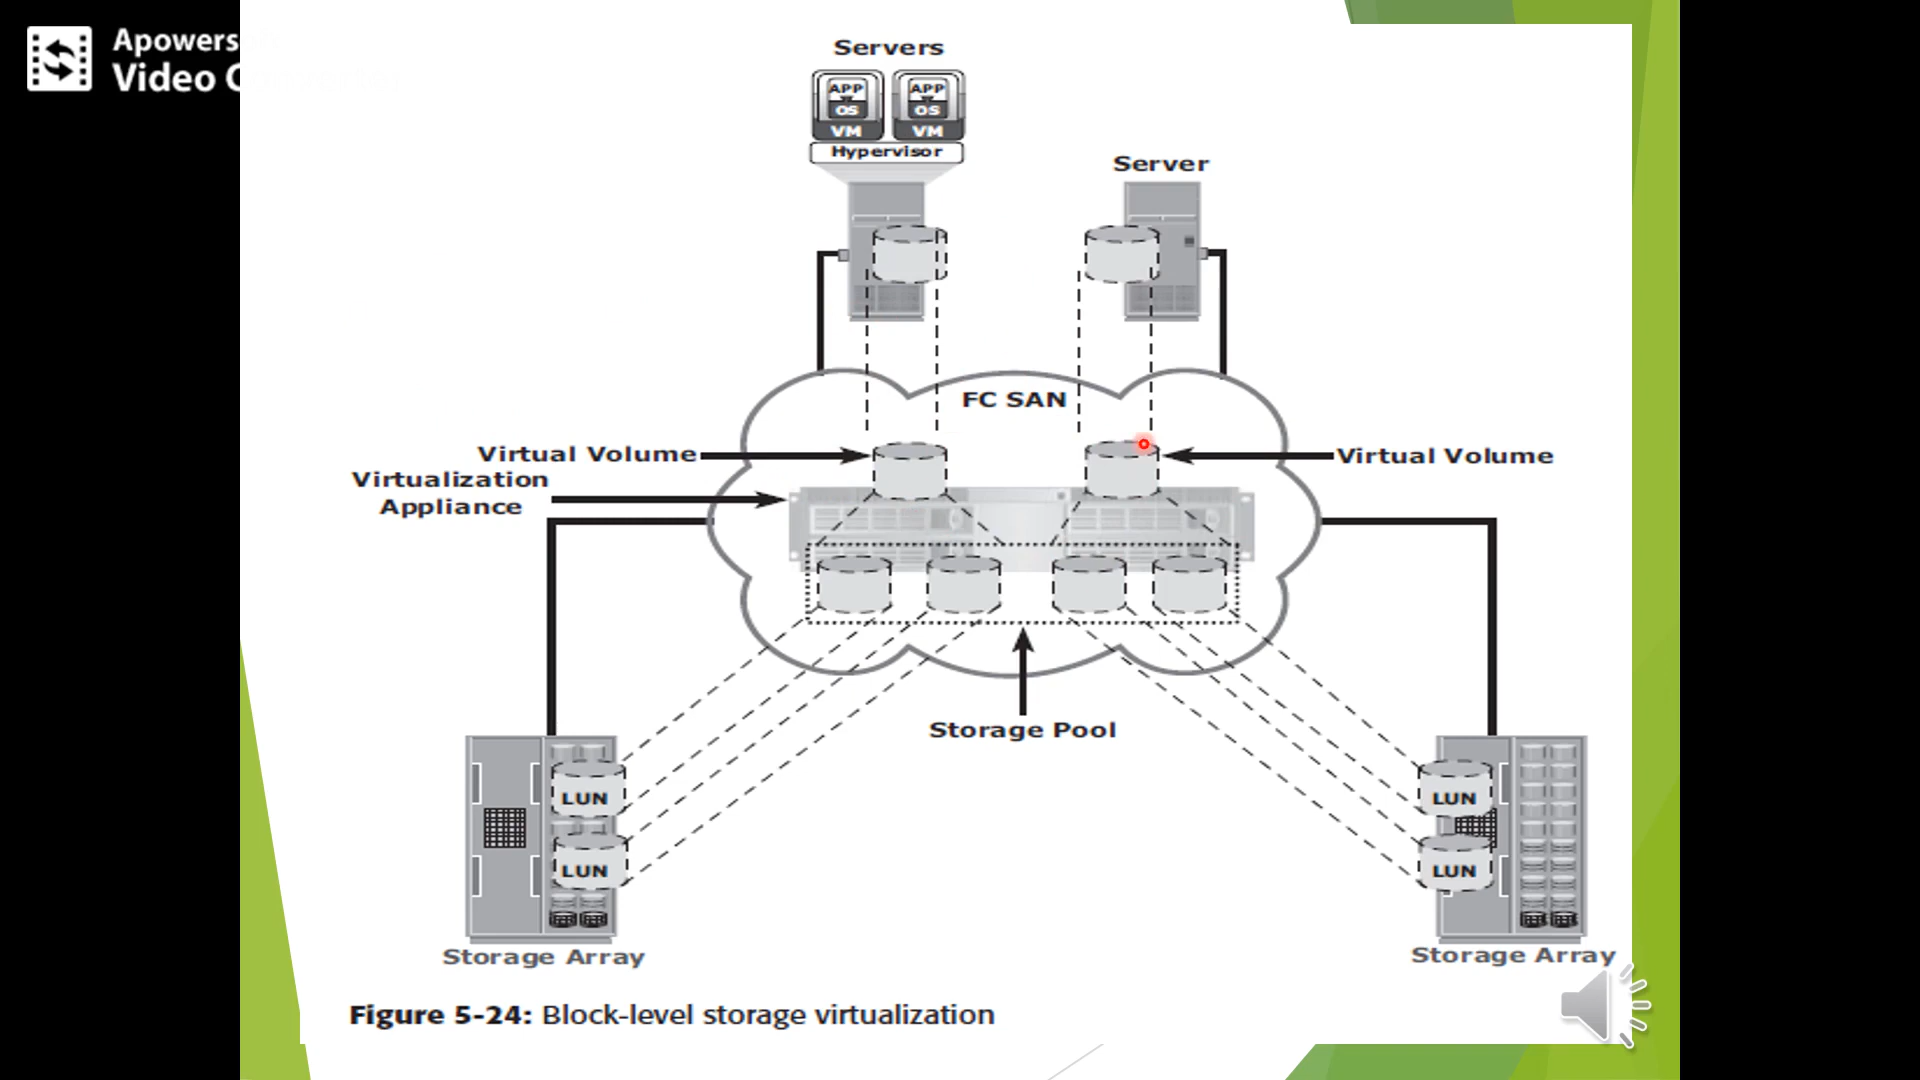 Apowers
Video C
Servers
APP
APP
OS
OS
VM
VM
Hypervisor
Server
FC SAN
Virtual Volume
Virtual Volume
Virtualization
Appliance
Storage Pool
LUN
LUN
LUN
LUN
Storage Array
Storage Array
Figure 5-24: Block-level storage virtualization